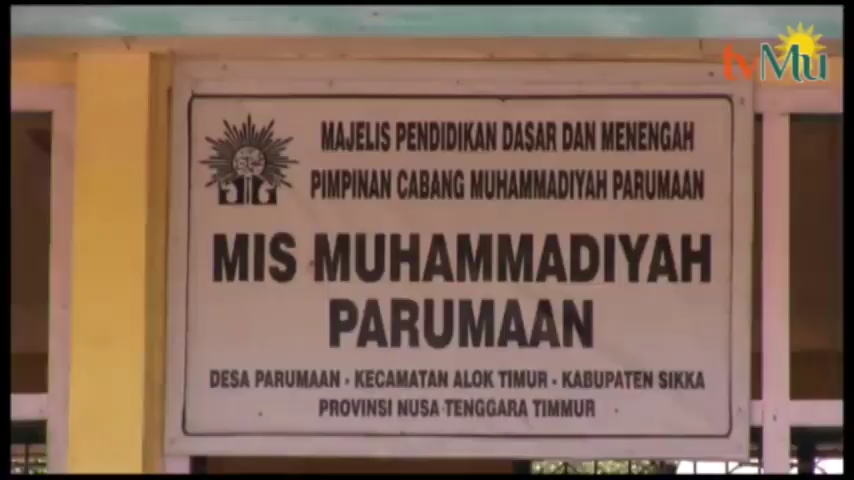 tvMu
MAJELIS PENDIDIKAN DASAR DAN MENENGAH
PIMPINAN CABANG MUHAMMADIYAH PARUMAAN
MIS MUHAMMADIYAH
PARUMAAN
DESA PARUMAAN - KECAMATAN ALOK TIMUR - KABUPATEN SIKKA
PROVINSI NUSA TENGGARA TIMMUR